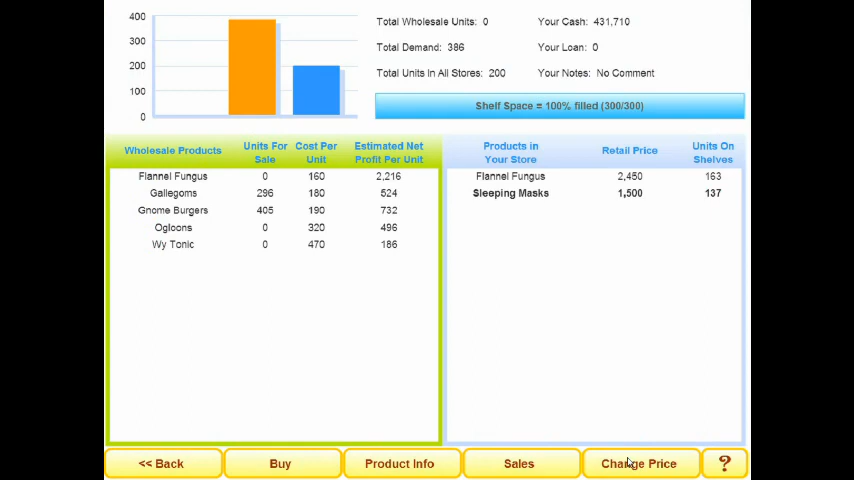 400
300
200
100
0
Total Wholesale Units: 0
Your Cash: 431,710
Total Demand: 386
Your Loan: 0
Total Units In All Stores: 200
Your Notes: No Comment
Shelf Space = 100% filled (300/300)
Wholesale Products Units For Sale Cost Per Unit Estimated Net Profit Per Unit
Flannel Fungus 0 160 2,216
Gallegoms 296 180 524
Gnome Burgers 405 190 732
Ogloons 0 320 496
Wy Tonic 0 470 186
Products in Your Store Retail Price Units On Shelves
Flannel Fungus 2,450 163
Sleeping Masks 1,500 137
<< Back Buy Product Info Sales Change Price ?